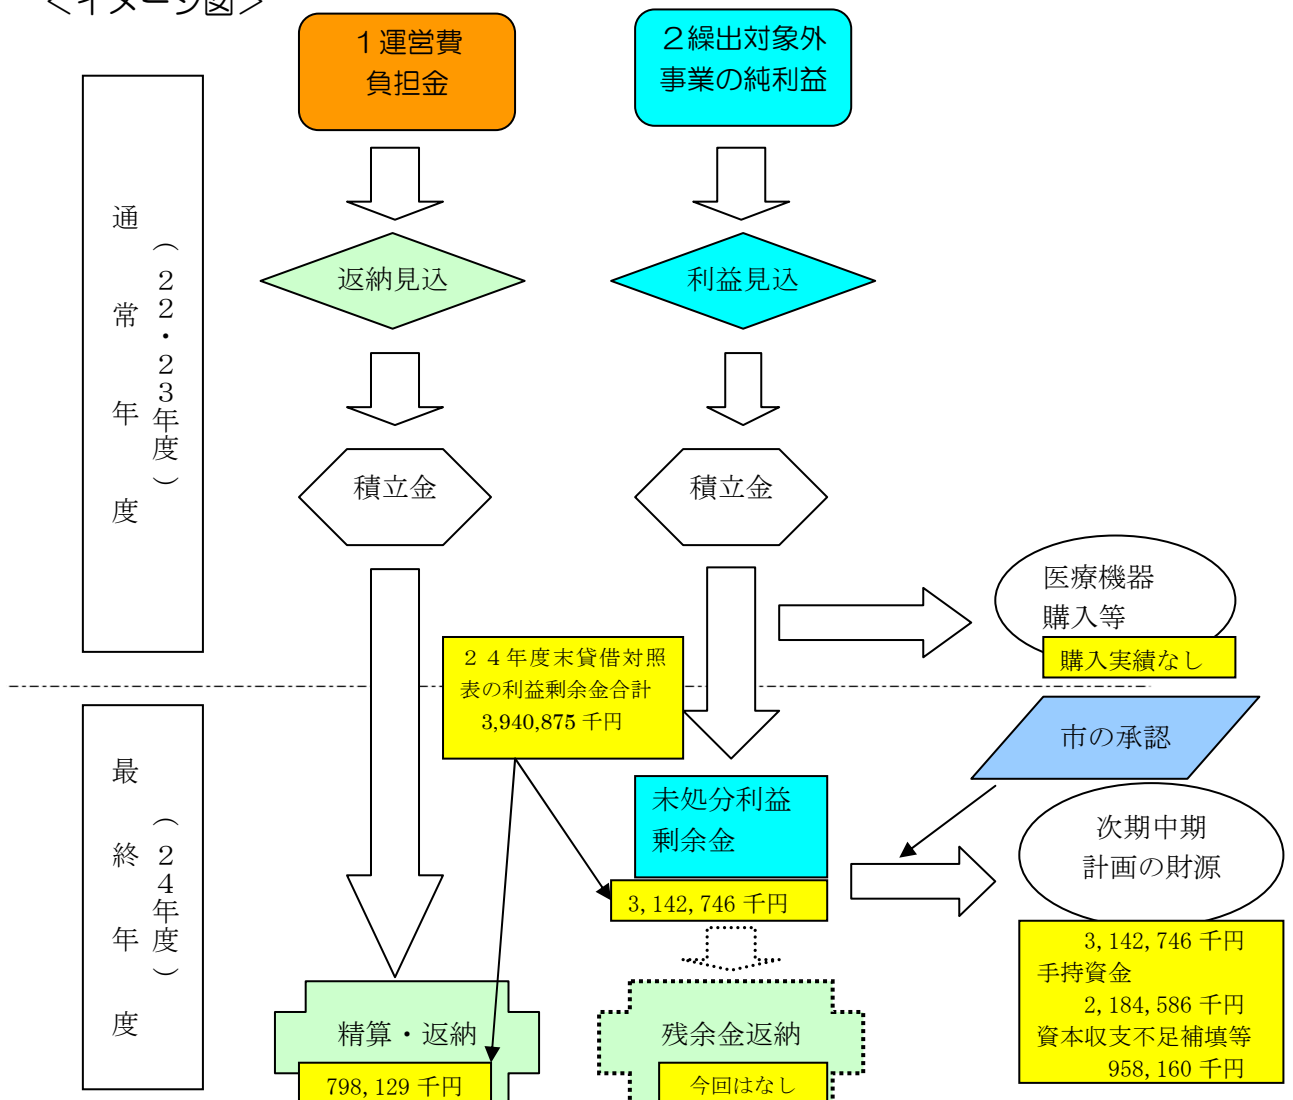 ＜イメージ図＞
１運営費
負担金
２繰出対象外
事業の純利益
通常年度
（２２・２３年度）
返納見込
利益見込
積立金
積立金
医療機器
購入等
購入実績なし
２４年度末貸借対照
表の利益剰余金合計
3,940,875 千円
市の承認
最終年度
（２４年度）
未処分利益
剰余金
3,142,746 千円
次期中期
計画の財源
3,142,746 千円
手持資金
2,184,586 千円
資本収支不足補填等
958,160 千円
精算・返納
798,129 千円
残余金返納
今回はなし